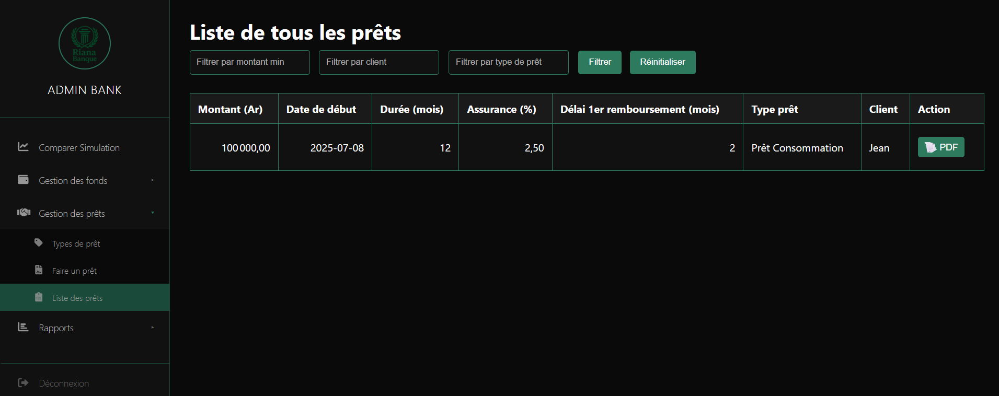 Riana
Banque
ADMIN BANK
Comparer Simulation
Gestion des fonds
Gestion des prêts
Types de prêt
Faire un prêt
Liste des prêts
Rapports
Déconnexion
Liste de tous les prêts
Filtrer par montant min Filtrer par client Filtrer par type de prêt Filtrer Réinitialiser
Montant (Ar) Date de début Durée (mois) Assurance (%) Délai 1er remboursement (mois) Type prêt Client Action
100 000,00 2025-07-08 12 2,50 2 Prêt Consommation Jean PDF